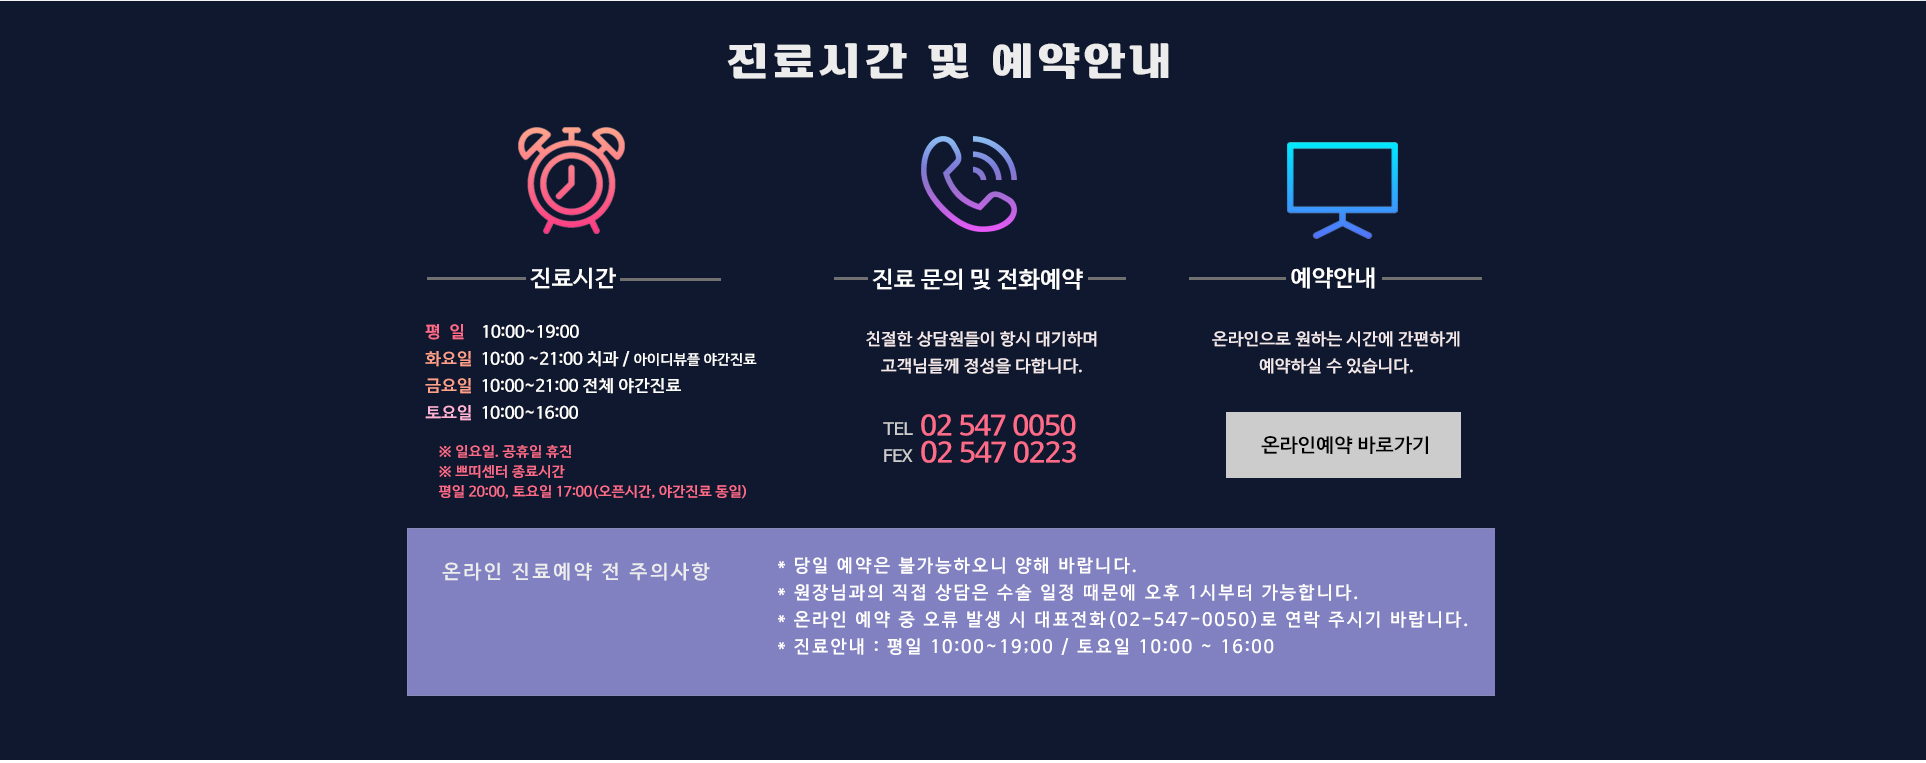 진료시간 및 예약안내
진료시간
평 일 10:00~19:00
화요일 10:00 ~21:00 치과 / 아이디뷰플 야간진료
금요일 10:00~21:00 전체 야간진료
토요일 10:00~16:00
※ 일요일. 공휴일 휴진
※ 쁘띠센터 종료시간
평일 20:00, 토요일 17:00(오픈시간, 야간진료 동일)
진료 문의 및 전화예약
친절한 상담원들이 항시 대기하며
고객님들께 정성을 다합니다.
TEL 02 547 0050
FEX 02 547 0223
예약안내
온라인으로 원하는 시간에 간편하게
예약하실 수 있습니다.
온라인예약 바로가기
온라인 진료예약 전 주의사항
* 당일 예약은 불가능하오니 양해 바랍니다.
* 원장님과의 직접 상담은 수술 일정 때문에 오후 1시부터 가능합니다.
* 온라인 예약 중 오류 발생 시 대표전화(02-547-0050)로 연락 주시기 바랍니다.
* 진료안내 : 평일 10:00~19;00 / 토요일 10:00 ~ 16:00